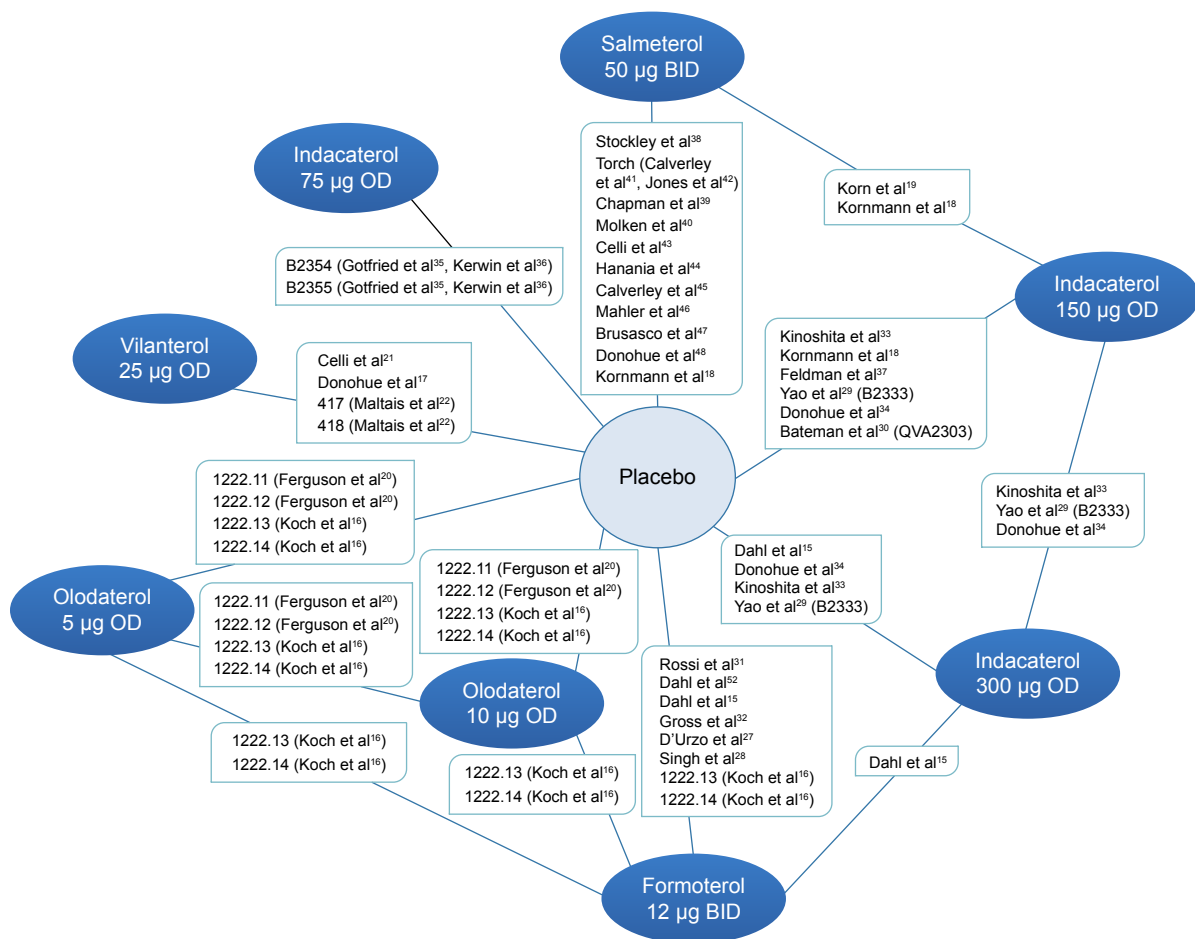 Salmeterol
50 µg BID
Indacaterol
75 µg OD
Stockley et al³⁸
Torch (Calverley
et al⁴¹, Jones et al⁴²)
Chapman et al³⁹
Molken et al⁴⁰
Celli et al⁴³
Hanania et al⁴⁴
Calverley et al⁴⁵
Mahler et al⁴⁶
Brusasco et al⁴⁷
Donohue et al⁴⁸
Kornmann et al¹⁸
Korn et al¹⁹
Kornmann et al¹⁸
B2354 (Gotfried et al³⁵, Kerwin et al³⁶)
B2355 (Gotfried et al³⁵, Kerwin et al³⁶)
Indacaterol
150 µg OD
Vilanterol
25 µg OD
Celli et al²¹
Donohue et al¹⁷
417 (Maltais et al²²)
418 (Maltais et al²²)
Kinoshita et al³³
Kornmann et al¹⁸
Feldman et al³⁷
Yao et al²⁹ (B2333)
Donohue et al³⁴
Bateman et al³⁰ (QVA2303)
Placebo
1222.11 (Ferguson et al²⁰)
1222.12 (Ferguson et al²⁰)
1222.13 (Koch et al¹⁶)
1222.14 (Koch et al¹⁶)
Kinoshita et al³³
Yao et al²⁹ (B2333)
Donohue et al³⁴
Dahl et al¹⁵
Donohue et al³⁴
Kinoshita et al³³
Yao et al²⁹ (B2333)
1222.11 (Ferguson et al²⁰)
1222.12 (Ferguson et al²⁰)
1222.13 (Koch et al¹⁶)
1222.14 (Koch et al¹⁶)
Olodaterol
5 µg OD
1222.11 (Ferguson et al²⁰)
1222.12 (Ferguson et al²⁰)
1222.13 (Koch et al¹⁶)
1222.14 (Koch et al¹⁶)
Olodaterol
10 µg OD
Rossi et al³¹
Dahl et al⁵²
Dahl et al¹⁵
Gross et al³²
D'Urzo et al²⁷
Singh et al²⁸
1222.13 (Koch et al¹⁶)
1222.14 (Koch et al¹⁶)
Indacaterol
300 µg OD
1222.13 (Koch et al¹⁶)
1222.14 (Koch et al¹⁶)
1222.13 (Koch et al¹⁶)
1222.14 (Koch et al¹⁶)
Dahl et al¹⁵
Formoterol
12 µg BID